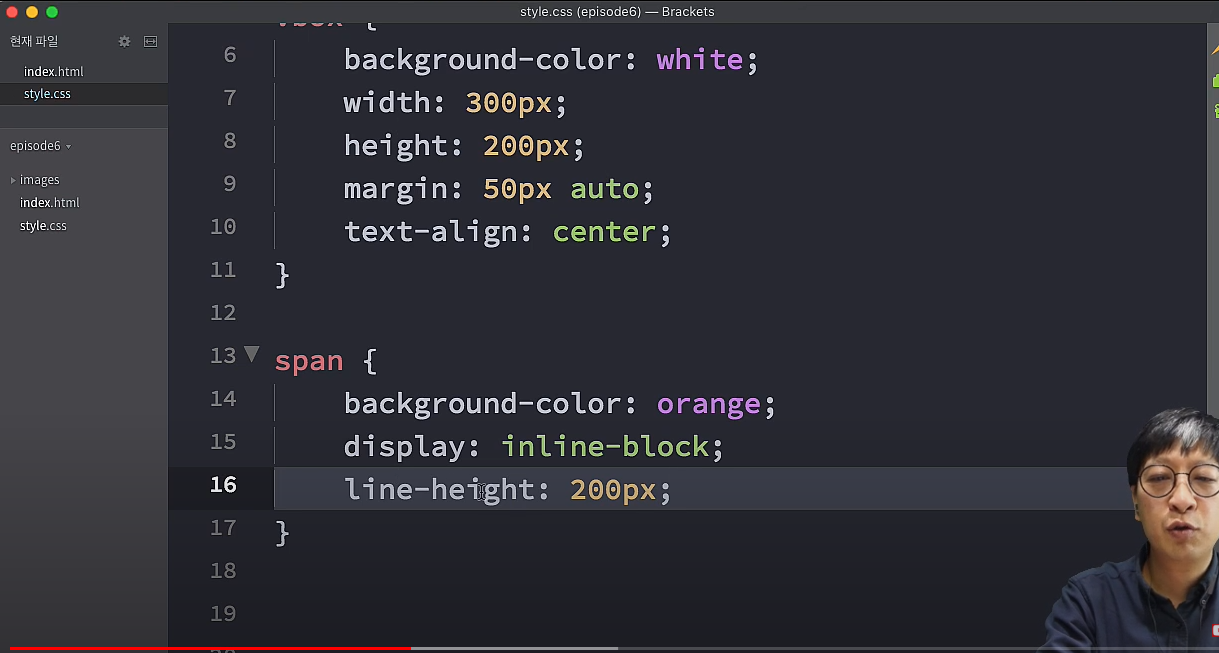 style.css (episode6) — Brackets
현재 파일
index.html
style.css
episode6
images
index.html
style.css
.box {
6 background-color: white;
7 width: 300px;
8 height: 200px;
9 margin: 50px auto;
10 text-align: center;
11 }
12
13 span {
14 background-color: orange;
15 display: inline-block;
16 line-height: 200px;
17 }
18
19
20